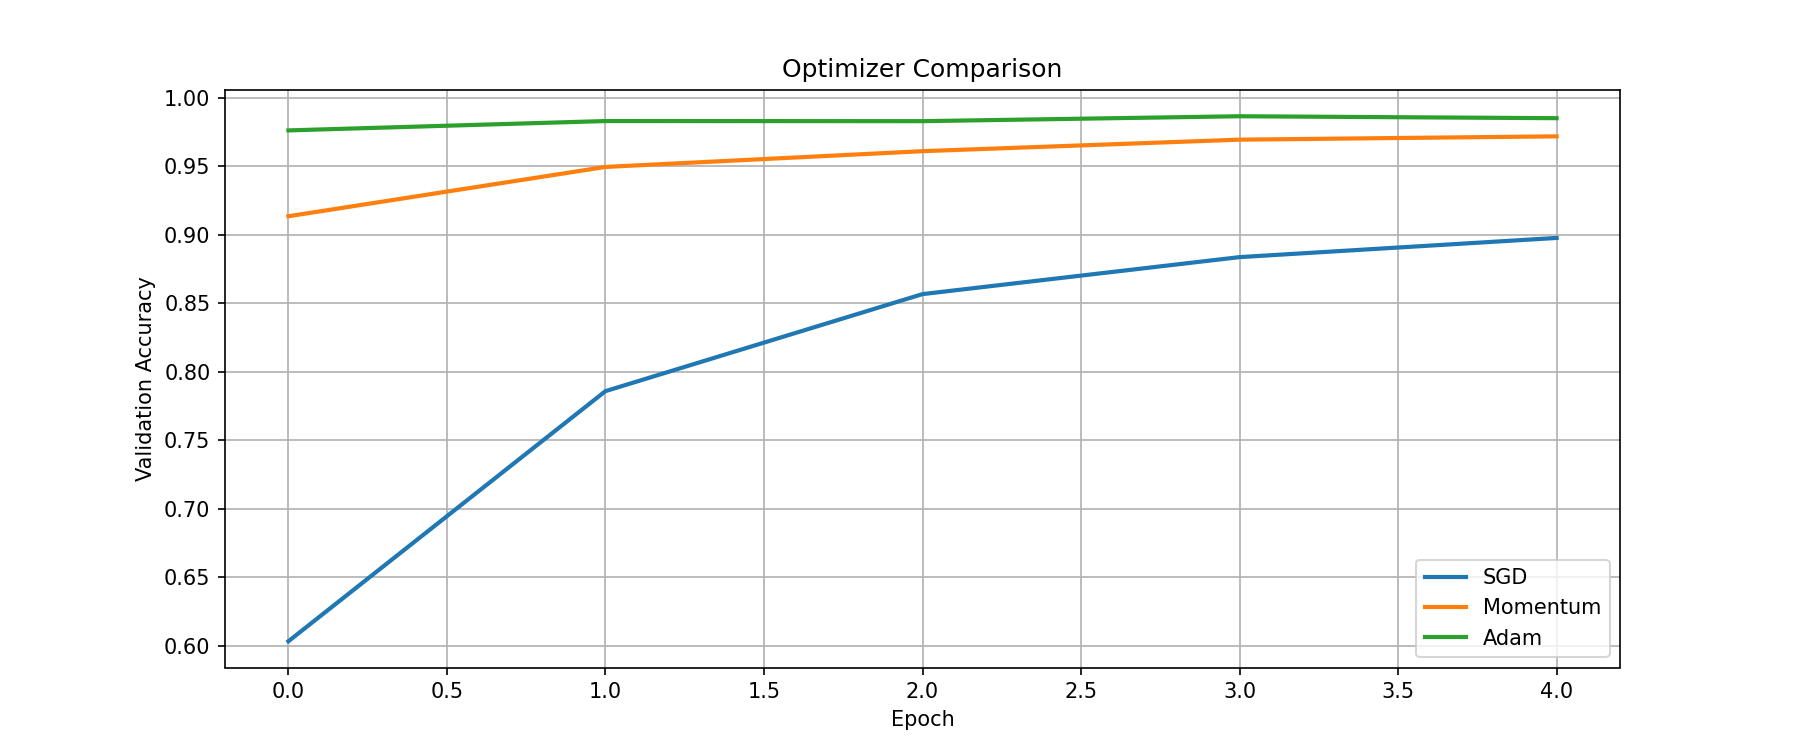 Optimizer Comparison
1.00
0.95
0.90
0.85
0.80
0.75
0.70
0.65
0.60
Validation Accuracy
0.0 0.5 1.0 1.5 2.0 2.5 3.0 3.5 4.0
Epoch
SGD
Momentum
Adam